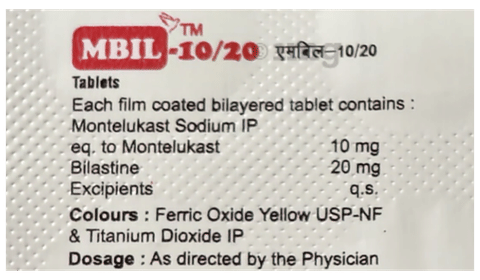 MBIL-10/20™ एमबिल-10/20
Tablets
Each film coated bilayered tablet contains :
Montelukast Sodium IP
eq. to Montelukast 10 mg
Bilastine 20 mg
Excipients q.s.
Colours : Ferric Oxide Yellow USP-NF
& Titanium Dioxide IP
Dosage : As directed by the Physician